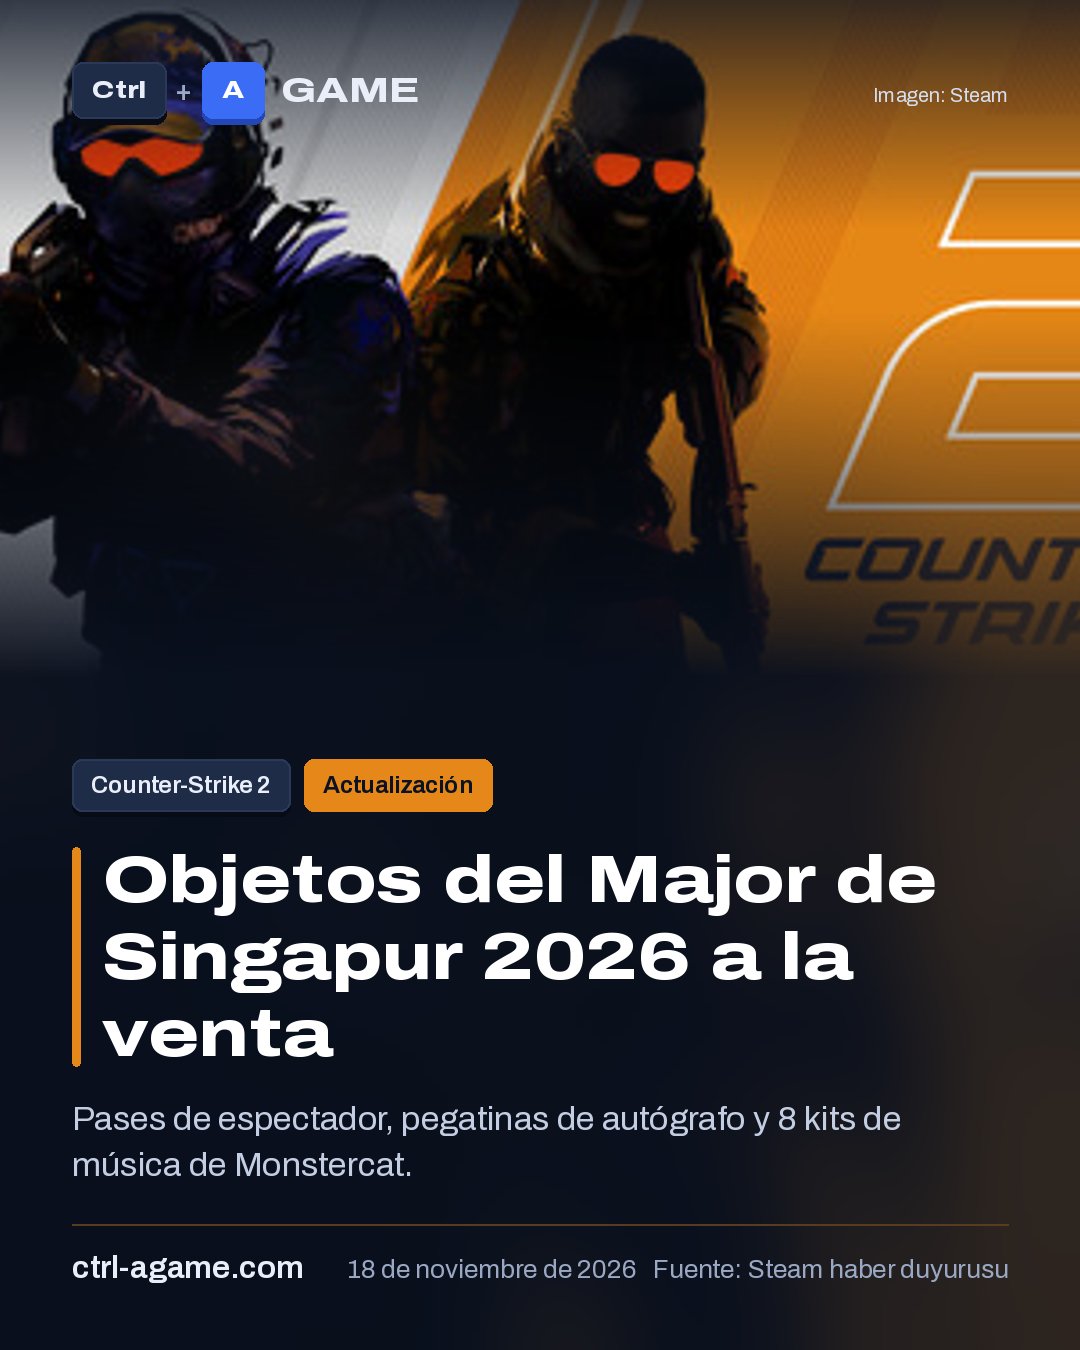 Ctrl + A GAME
Imagen: Steam
2
COUNT
STRIK
Counter-Strike 2
Actualización
Objetos del Major de
Singapur 2026 a la
venta
Pases de espectador, pegatinas de autógrafo y 8 kits de
música de Monstercat.
ctrl-agame.com
18 de noviembre de 2026
Fuente: Steam haber duyurusu